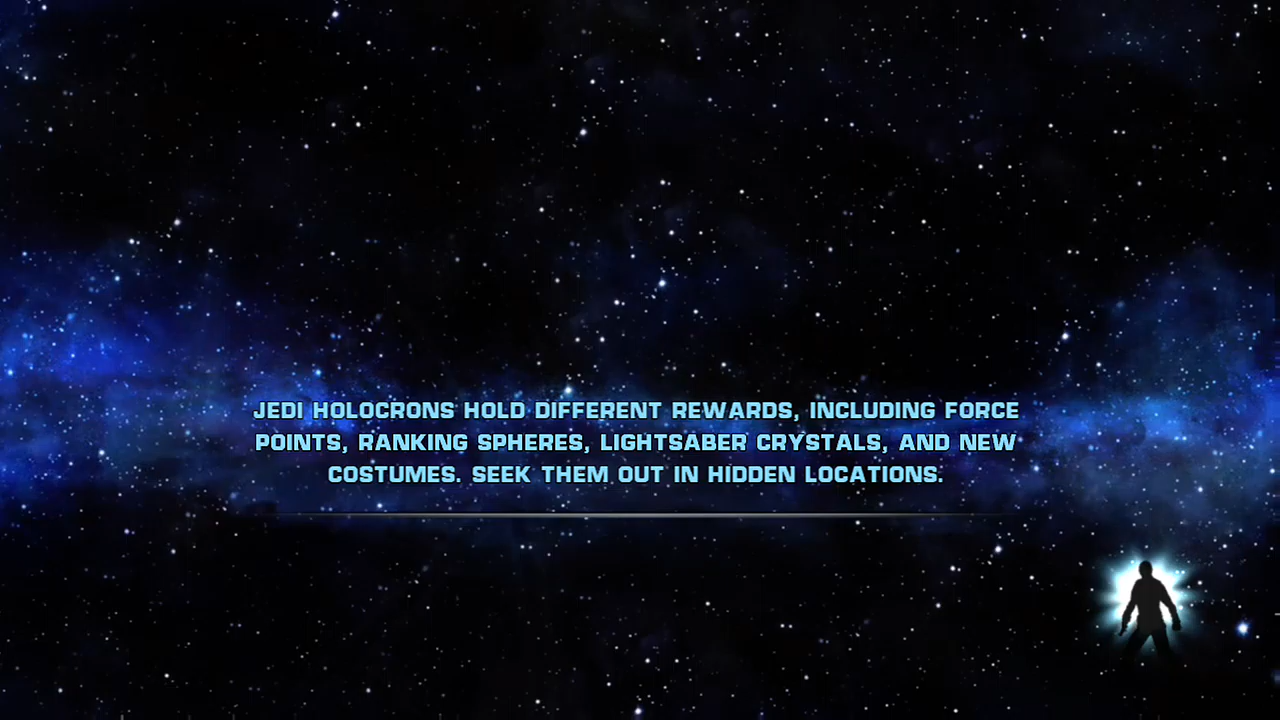 JEDI HOLOCRONS HOLD DIFFERENT REWARDS, INCLUDING FORCE
POINTS, RANKING SPHERES, LIGHTSABER CRYSTALS, AND NEW
COSTUMES. SEEK THEM OUT IN HIDDEN LOCATIONS.